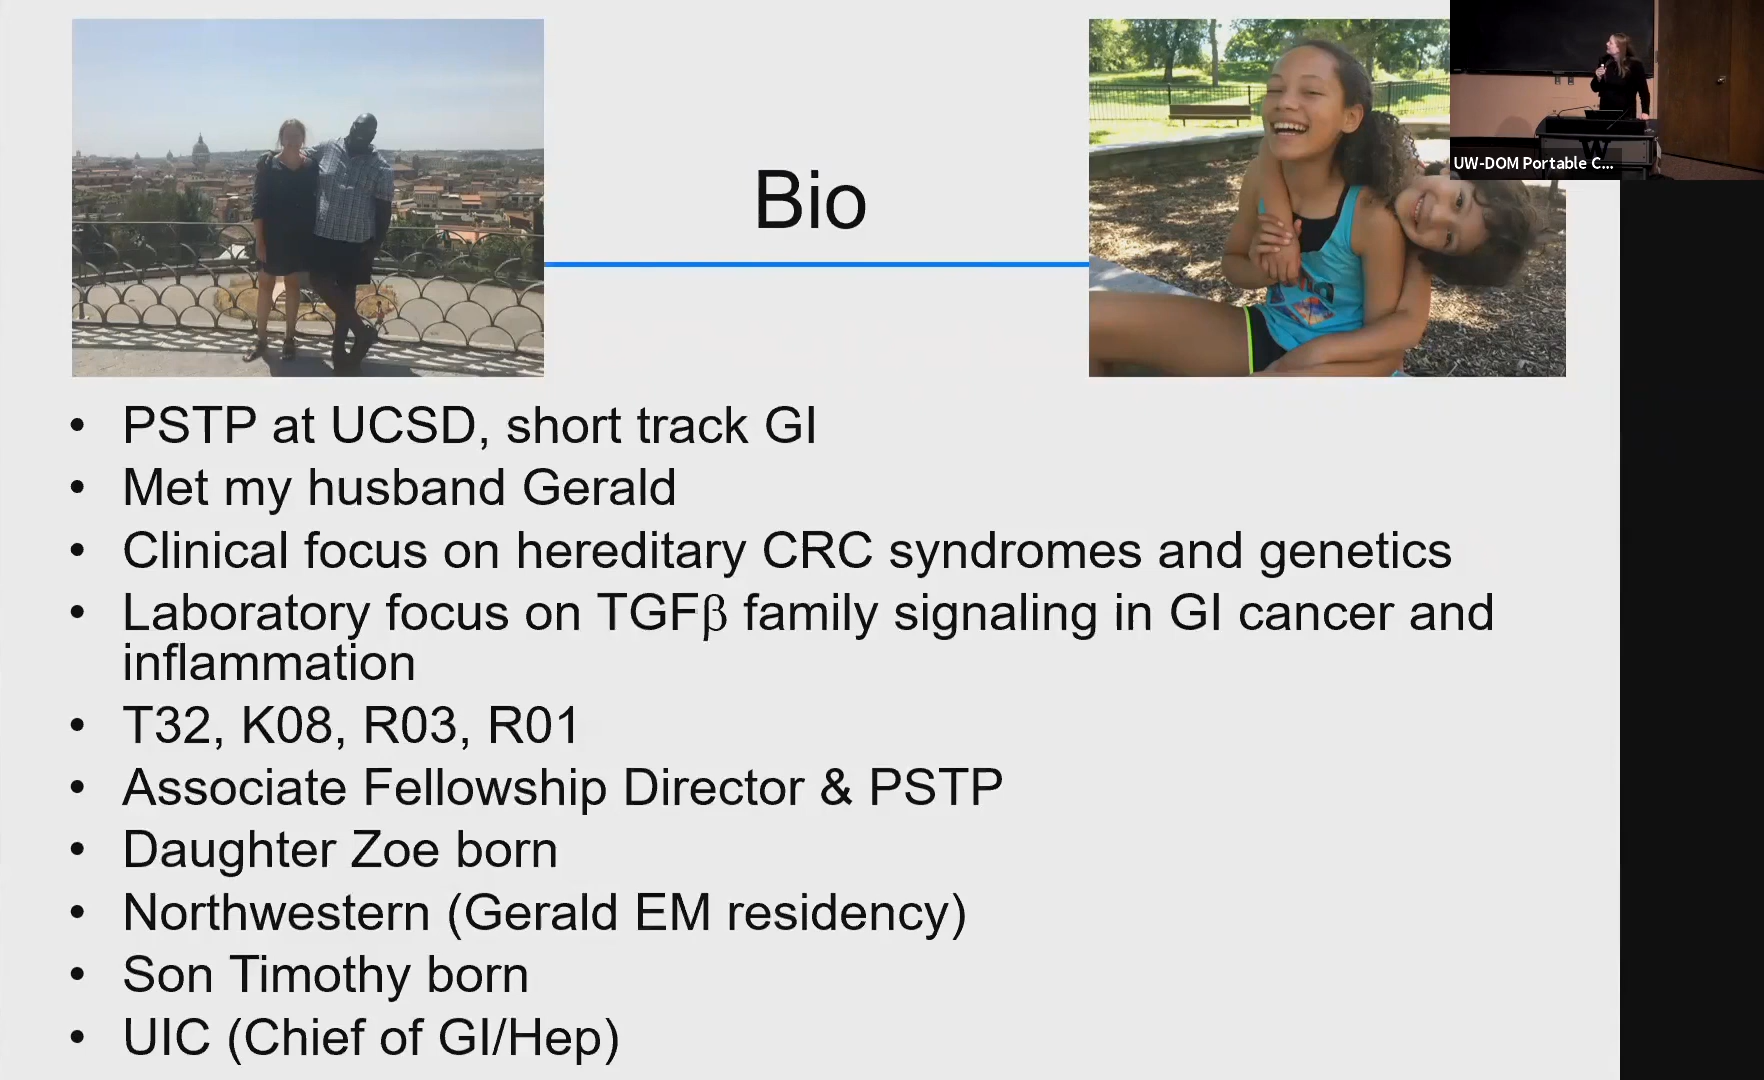 Bio
UW-DOM Portable C...
• PSTP at UCSD, short track GI
• Met my husband Gerald
• Clinical focus on hereditary CRC syndromes and genetics
• Laboratory focus on TGFβ family signaling in GI cancer and
inflammation
• T32, K08, R03, R01
• Associate Fellowship Director & PSTP
• Daughter Zoe born
• Northwestern (Gerald EM residency)
• Son Timothy born
• UIC (Chief of GI/Hep)